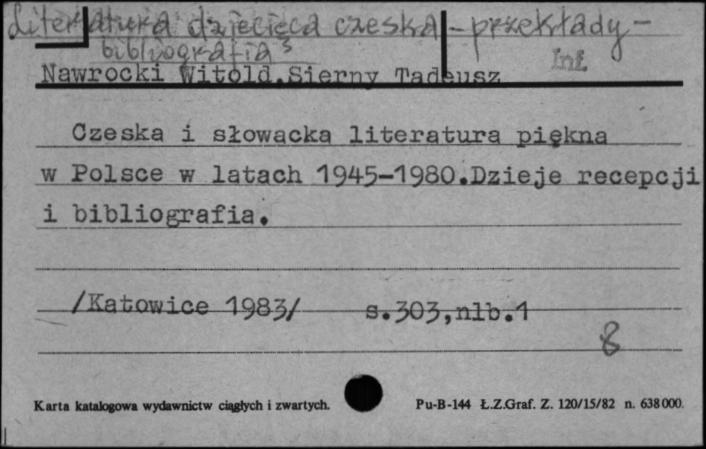 Literatura dziecięca czeska - przekłady -
bibliografia
Inf.
Nawrocki Witold.Sierny Tadeusz
Czeska i słowacka literatura piękna
w Polsce w latach 1945-1980.Dzieje recepcji
i bibliografia.
/Katowice 1983/ s.303,nlb.1
8
Karta katalogowa wydawnictw ciągłych i zwartych. Pu-B-144 Ł.Z.Graf. Z. 120/15/82 n. 638000.